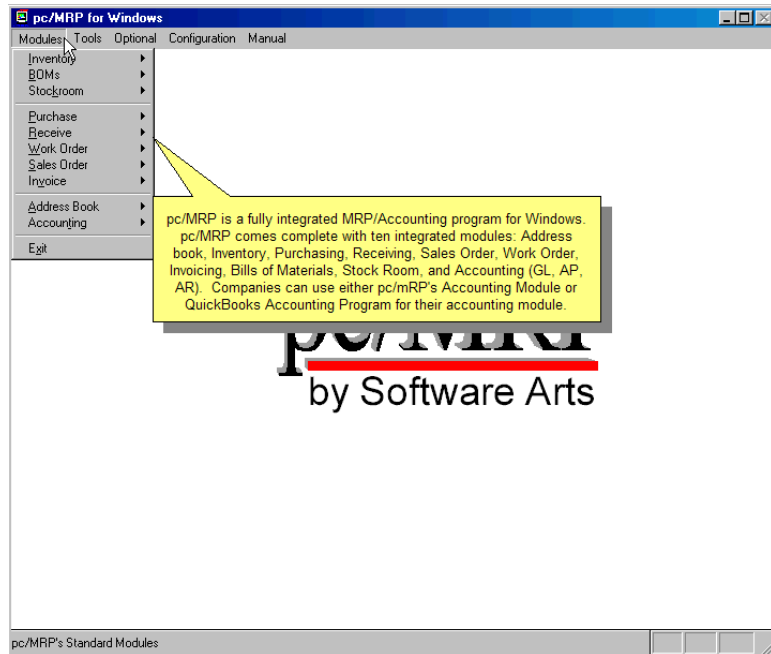 pc/MRP for Windows
Modules Tools Optional Configuration Manual
Inventory
BOMs
Stockroom
Purchase
Receive
Work Order
Sales Order
Invoice
Address Book
Accounting
Exit
pc/MRP is a fully integrated MRP/Accounting program for Windows.
pc/MRP comes complete with ten integrated modules: Address
book, Inventory, Purchasing, Receiving, Sales Order, Work Order,
Invoicing, Bills of Materials, Stock Room, and Accounting (GL, AP,
AR). Companies can use either pc/mRP's Accounting Module or
QuickBooks Accounting Program for their accounting module.
pc/MRP
by Software Arts
pc/MRP's Standard Modules